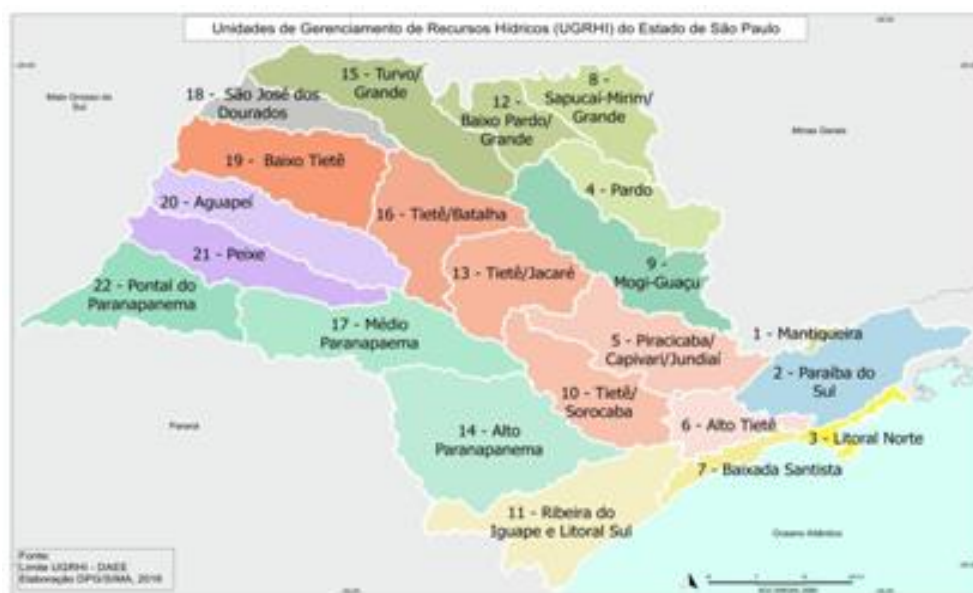 Unidades de Gerenciamento de Recursos Hídricos (UGRHI) do Estado de São Paulo
Mato Grosso do
Sul
15 - Turvo/
Grande
8 -
Sapucaí-Mirim/
Grande
18 - São José dos
Dourados
12 -
Baixo Pardo/
Grande
Minas Gerais
19 - Baixo Tietê
4 - Pardo
20 - Aguapeí
16 - Tietê/Batalha
21 - Peixe
13 - Tietê/Jacaré
9 -
Mogi-Guaçu
22 - Pontal do
Paranapanema
17 - Médio
Paranapaema
5 - Piracicaba/
Capivari/Jundiaí
1 - Mantiqueira
2 - Paraíba do
Sul
10 - Tietê/
Sorocaba
6 - Alto Tietê
Paraná
14 - Alto
Paranapanema
3 - Litoral Norte
7 - Baixada Santista
11 - Ribeira do
Iguape e Litoral Sul
Oceano Atlântico
Fonte:
Limite UGRHI - DAEE
Elaboração DPG/SIMA, 2016